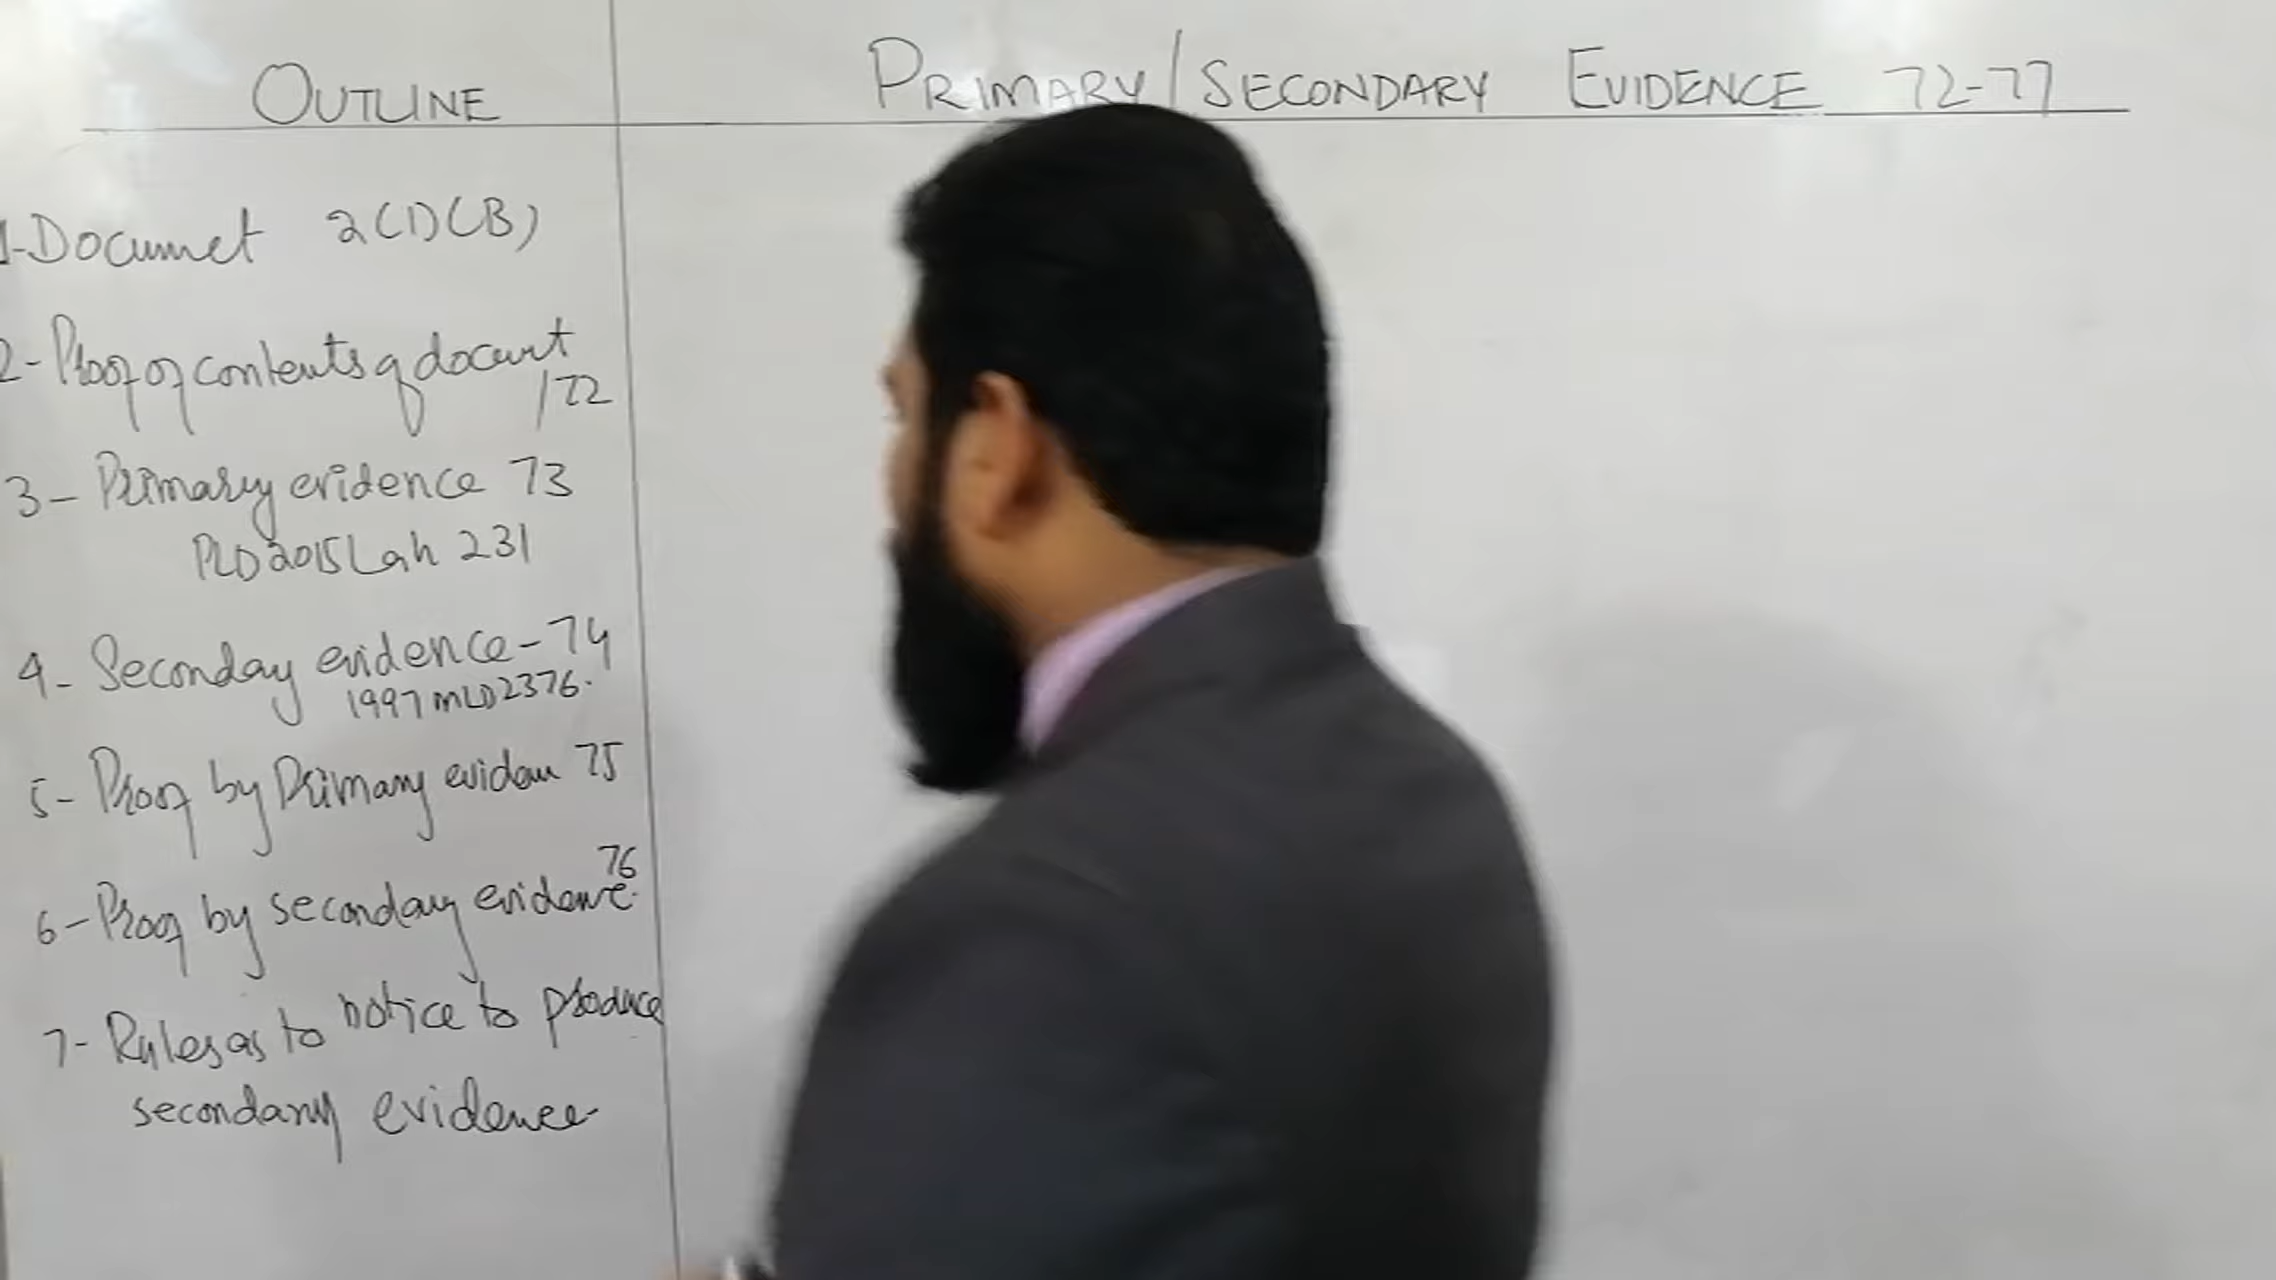 OUTLINE
PRIMARY/SECONDARY EVIDENCE 72-77
1-Documet 2(1)(B)
2-Proof of contents of documt
/72
3- Primary evidence 73
PLD 2015 Lah 231
4- Seconday evidence-74
1997 MLD 2376.
5- Proof by Primary evidence 75
76
6-Proof by secondary evidence.
7- Rules as to notice to produce
secondary evidence